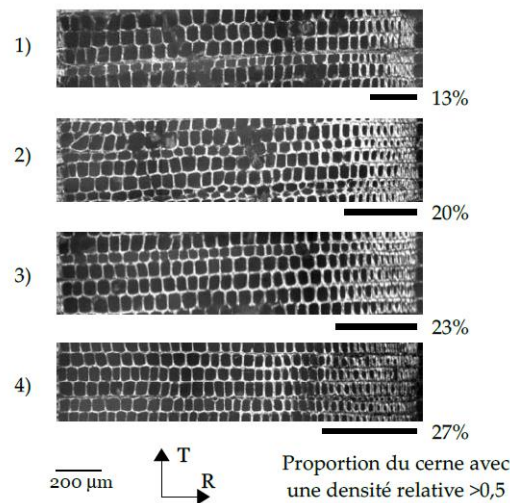 1)
13%
2)
20%
3)
23%
4)
27%
T
R
200 µm
Proportion du cerne avec
une densité relative >0,5